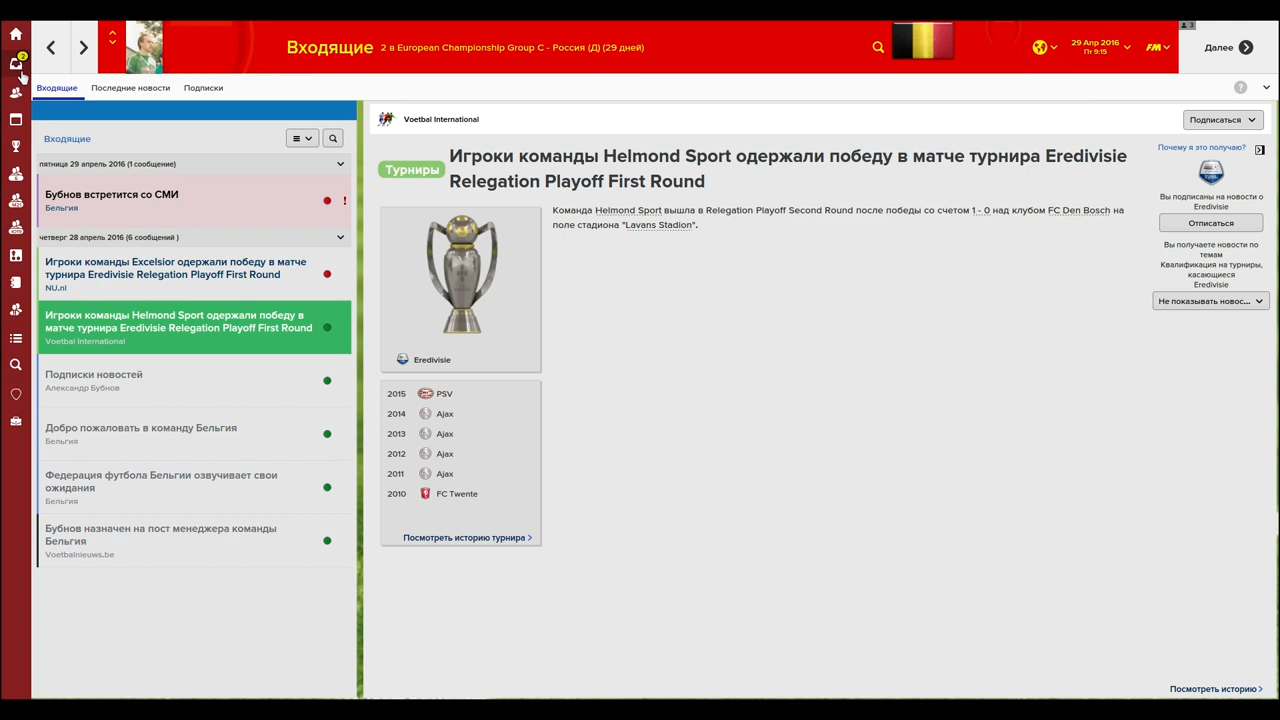 Входящие
2 в European Championship Group C - Россия (Д) (29 дней)
3
29 Апр 2016
Пт 9:15
FM
Далее
2
Входящие
Последние новости
Подписки
?
Входящие
пятница 29 апрель 2016 (1 сообщение)
Бубнов встретится со СМИ
Бельгия
!
четверг 28 апрель 2016 (6 сообщений )
Игроки команды Excelsior одержали победу в матче
турнира Eredivisie Relegation Playoff First Round
NU.nl
Игроки команды Helmond Sport одержали победу в
матче турнира Eredivisie Relegation Playoff First Round
Voetbal International
Подписки новостей
Александр Бубнов
Добро пожаловать в команду Бельгия
Бельгия
Федерация футбола Бельгии озвучивает свои
ожидания
Бельгия
Бубнов назначен на пост менеджера команды
Бельгия
Voetbalnieuws.be
Voetbal International
Подписаться
Турниры
Игроки команды Helmond Sport одержали победу в матче турнира Eredivisie
Relegation Playoff First Round
Команда Helmond Sport вышла в Relegation Playoff Second Round после победы со счетом 1 - 0 над клубом FC Den Bosch на
поле стадиона "Lavans Stadion".
Eredivisie
2015 PSV
2014 Ajax
2013 Ajax
2012 Ajax
2011 Ajax
2010 FC Twente
Посмотреть историю турнира >
Почему я это получаю?
Вы подписаны на новости о
Eredivisie
Отписаться
Вы получаете новости по
темам
Квалификация на турниры,
касающиеся
Eredivisie
Не показывать новос...
Посмотреть историю >